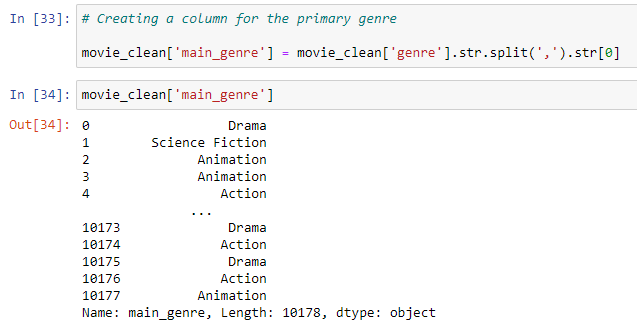 In [33]: # Creating a column for the primary genre
movie_clean['main_genre'] = movie_clean['genre'].str.split(',').str[0]
In [34]: movie_clean['main_genre']
Out[34]: 0 Drama
1 Science Fiction
2 Animation
3 Animation
4 Action
...
10173 Drama
10174 Action
10175 Drama
10176 Action
10177 Animation
Name: main_genre, Length: 10178, dtype: object